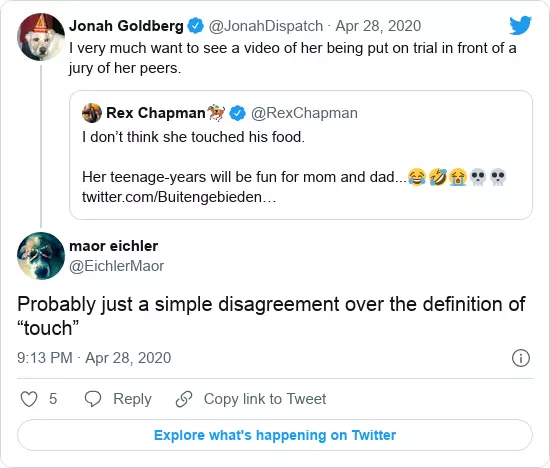 Jonah Goldberg @JonahDispatch · Apr 28, 2020
I very much want to see a video of her being put on trial in front of a
jury of her peers.
Rex Chapman🏇 @RexChapman
I don’t think she touched his food.
Her teenage-years will be fun for mom and dad...😂🤣😭💀💀
twitter.com/Buitengebieden…
maor eichler
@EichlerMaor
Probably just a simple disagreement over the definition of
“touch”
9:13 PM · Apr 28, 2020
5 Reply Copy link to Tweet
Explore what's happening on Twitter